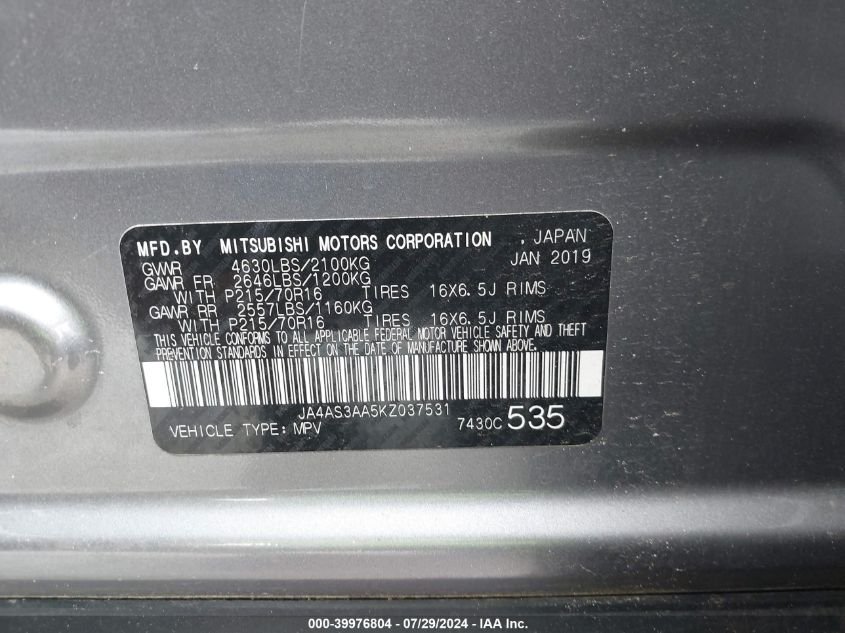 MFD.BY MITSUBISHI MOTORS CORPORATION , JAPAN
GVWR 4630LBS/2100KG JAN 2019
GAWR FR 2646LBS/1200KG
WITH P215/70R16 TIRES 16X6.5J RIMS
GAWR RR 2557LBS/1160KG
WITH P215/70R16 TIRES 16X6.5J RIMS
THIS VEHICLE CONFORMS TO ALL APPLICABLE FEDERAL MOTOR VEHICLE SAFETY AND THEFT
PREVENTION STANDARDS IN EFFECT ON THE DATE OF MANUFACTURE SHOWN ABOVE.
JA4AS3AA5KZ037531
VEHICLE TYPE: MPV 7430C 535
000-39976804 - 07/29/2024 - IAA Inc.